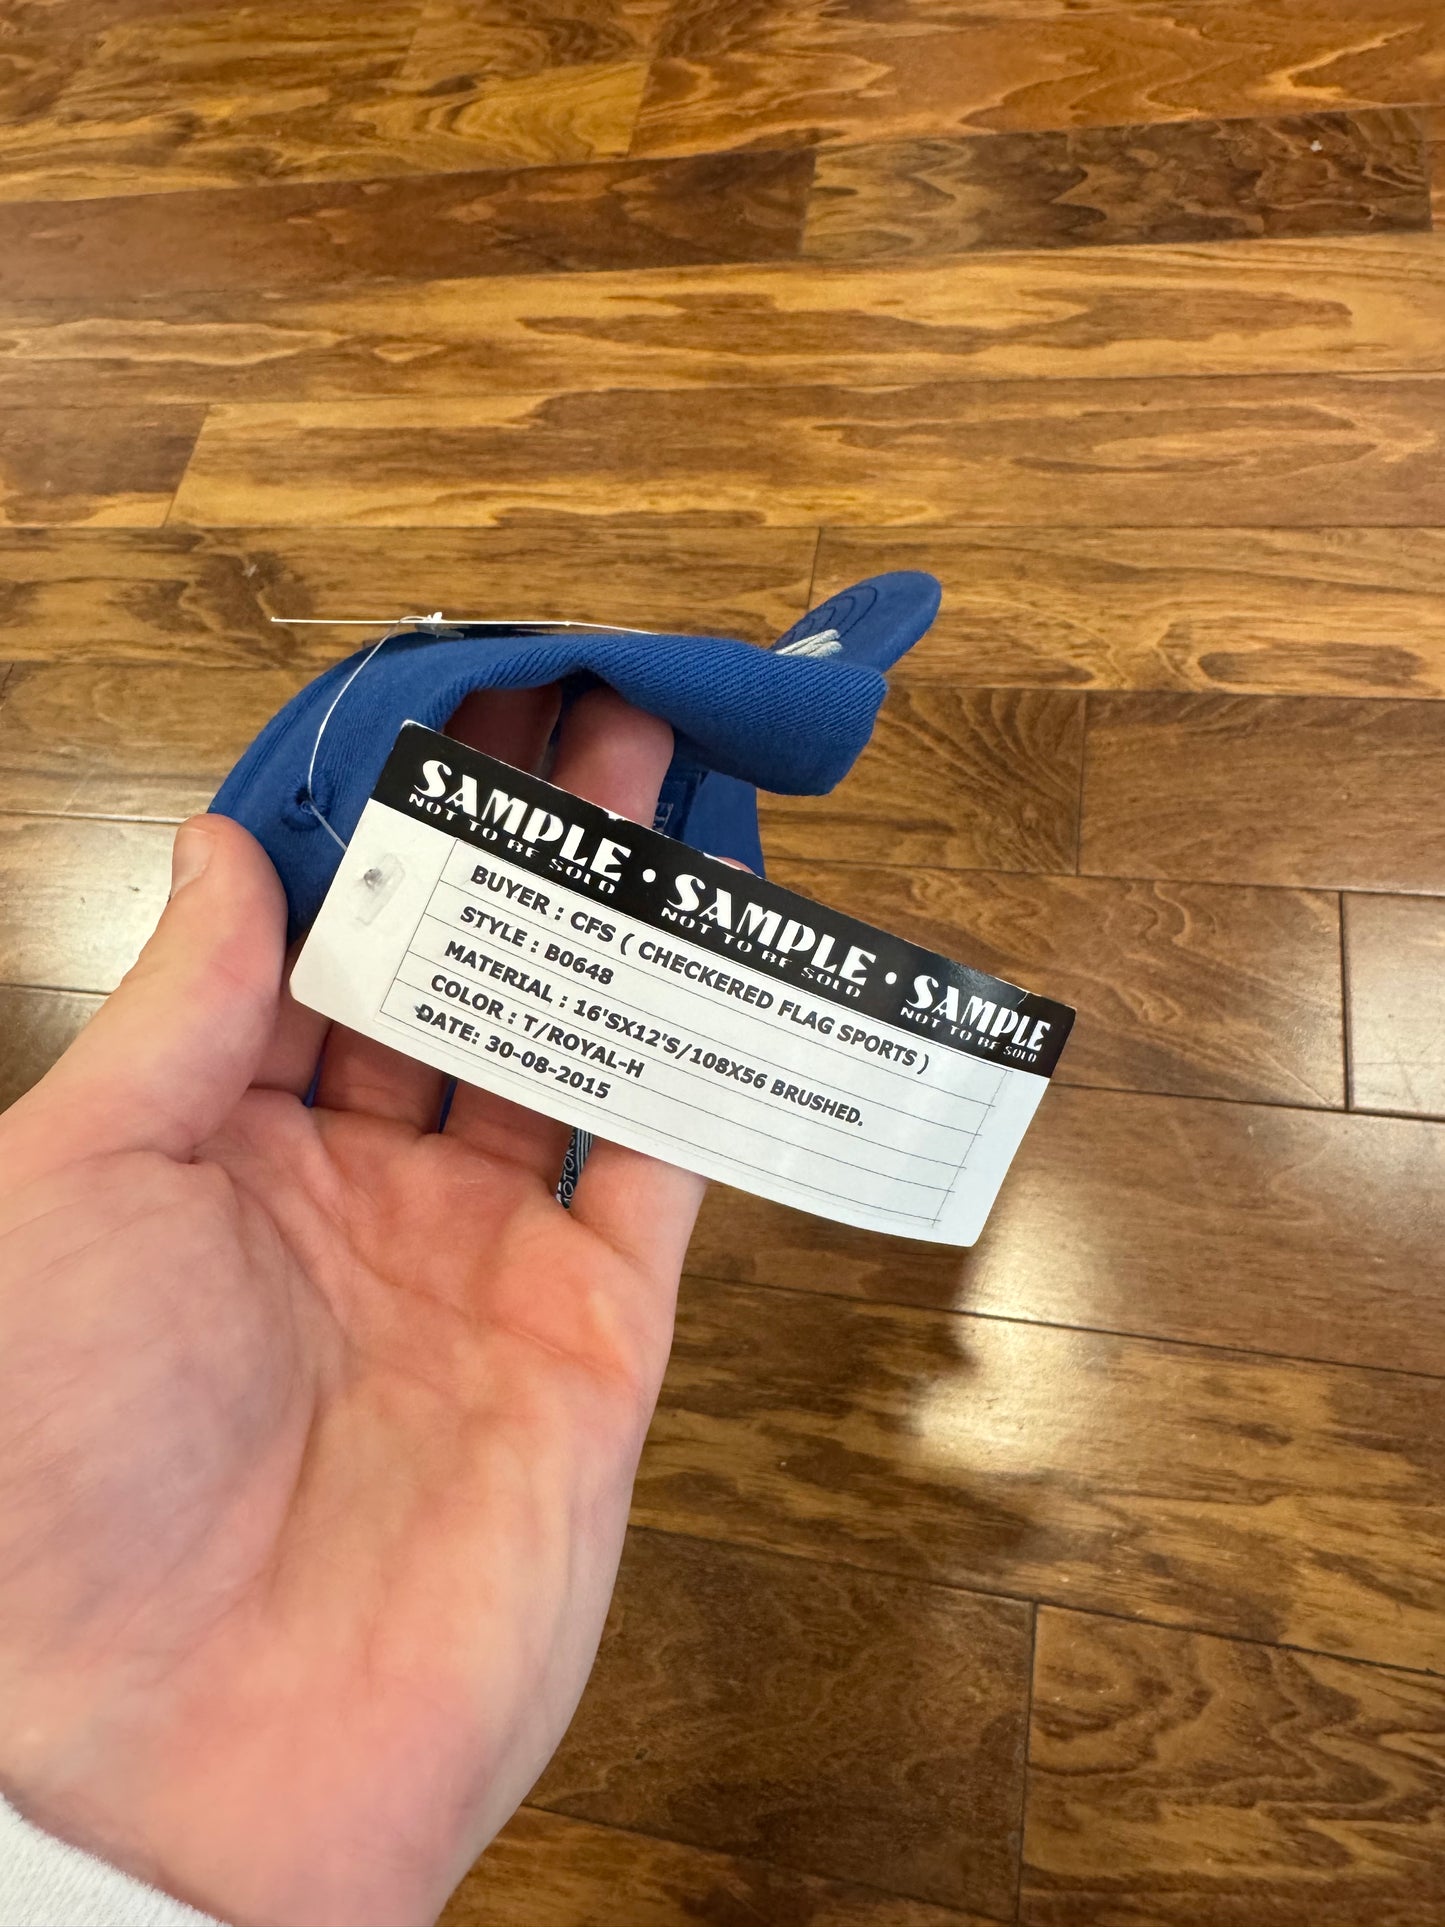 SAMPLE • SAMPLE • SAMPLE
NOT TO BE SOLD NOT TO BE SOLD NOT TO BE SOLD
BUYER : CFS ( CHECKERED FLAG SPORTS )
STYLE : B0648
MATERIAL : 16'SX12'S/108X56 BRUSHED.
COLOR : T/ROYAL-H
DATE: 30-08-2015